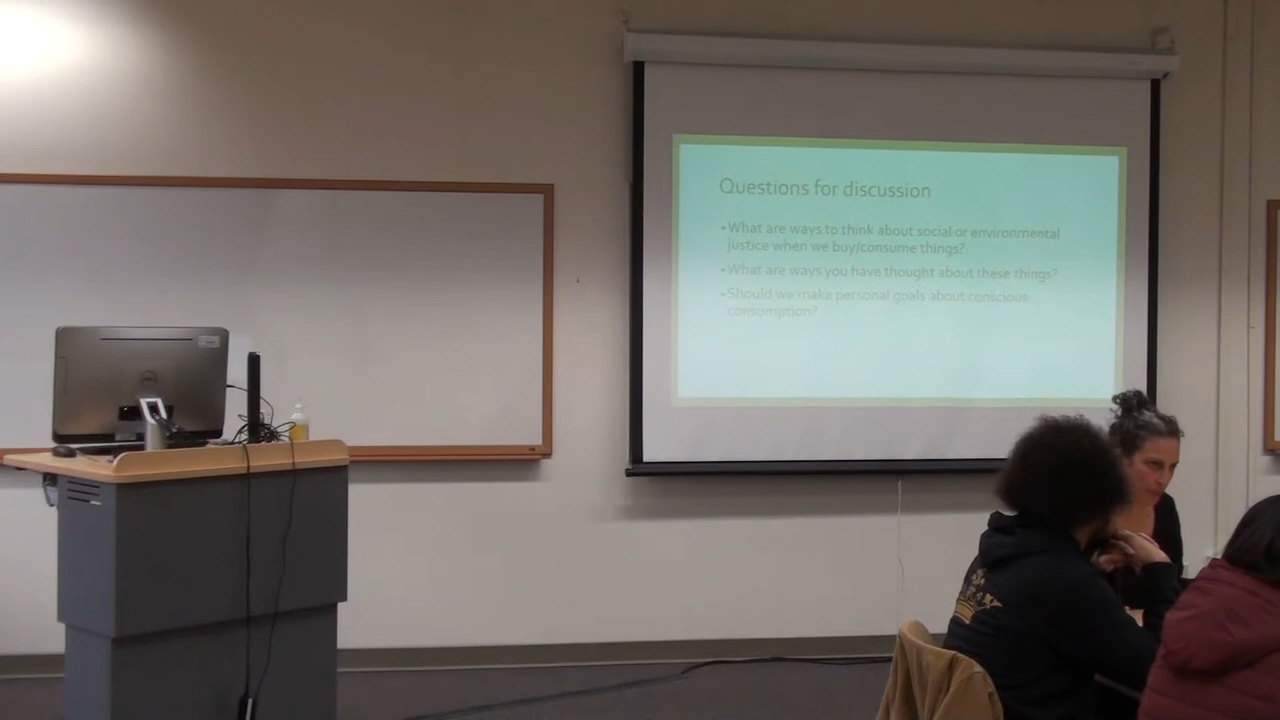 Questions for discussion
•What are ways to think about social or environmental
justice when we buy/consume things?
•What are ways you have thought about these things?
•Should we make personal goals about conscious
consumption?